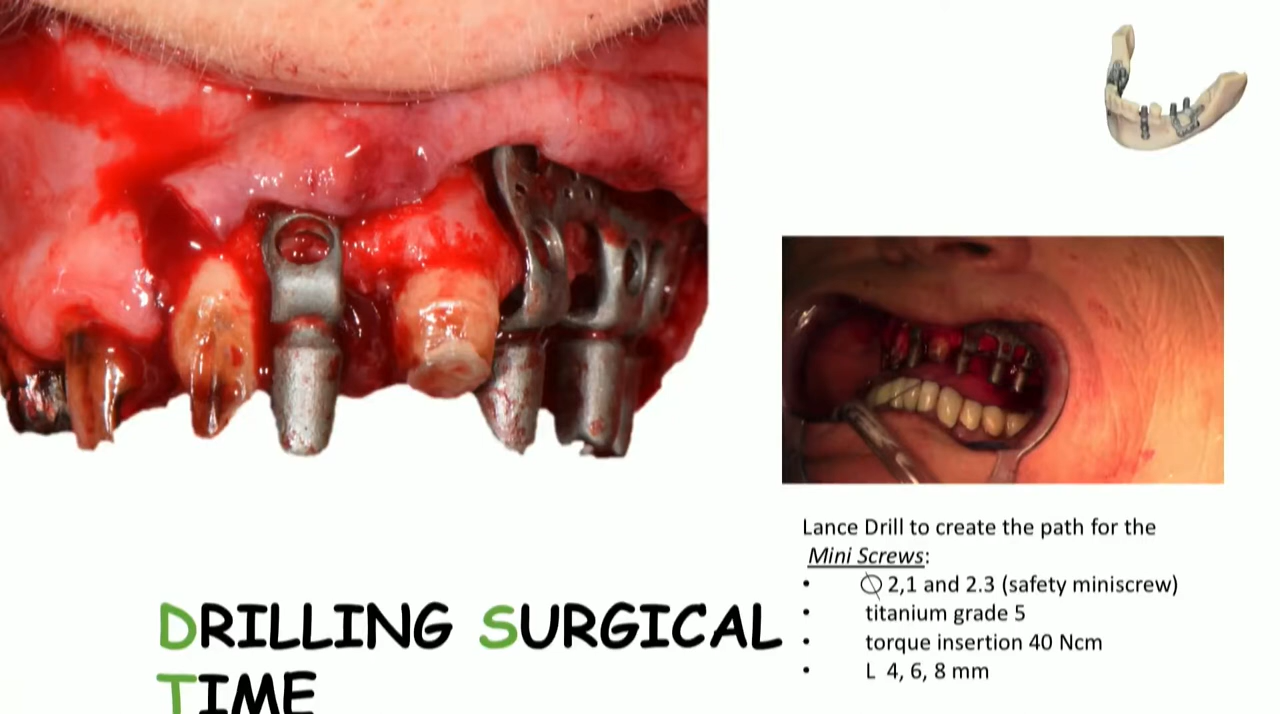 Lance Drill to create the path for the
Mini Screws:
• ∅ 2,1 and 2.3 (safety miniscrew)
• titanium grade 5
• torque insertion 40 Ncm
• L 4, 6, 8 mm
DRILLING SURGICAL
TIME